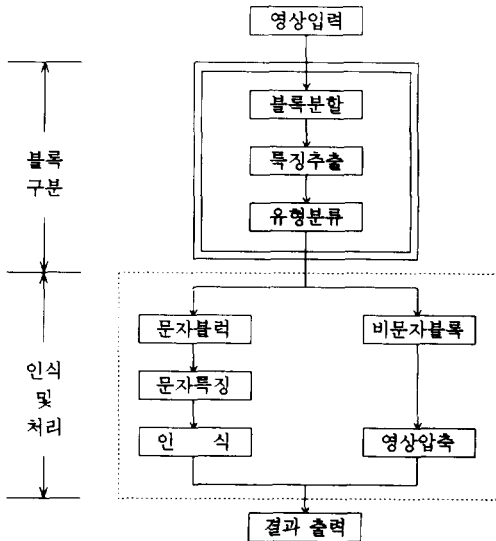 영상입력
블록분할
특징추출
유형분류
블록
구분
문자블럭
비문자블록
문자특징
인식
및
처리
인 식
영상압축
결과 출력